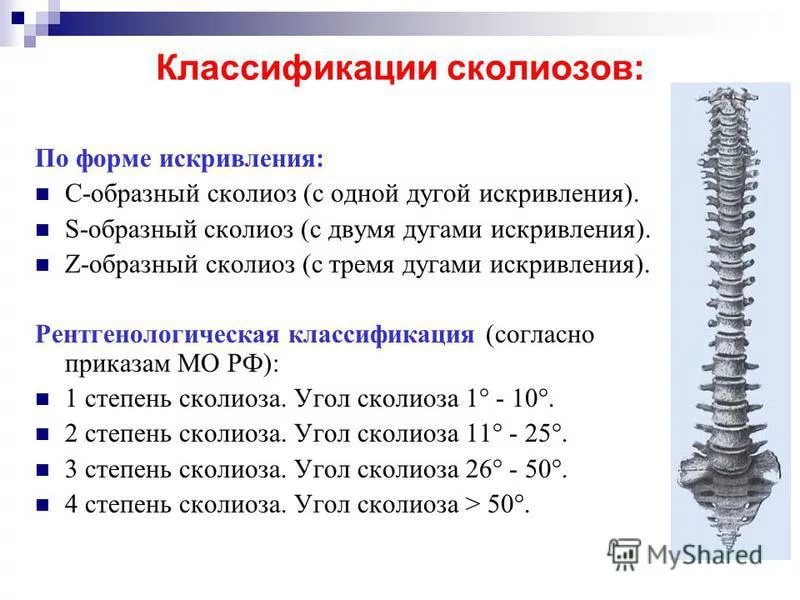 Классификации сколиозов:
По форме искривления:
С-образный сколиоз (с одной дугой искривления).
S-образный сколиоз (с двумя дугами искривления).
Z-образный сколиоз (с тремя дугами искривления).
Рентгенологическая классификация (согласно
приказам МО РФ):
1 степень сколиоза. Угол сколиоза 1° - 10°.
2 степень сколиоза. Угол сколиоза 11° - 25°.
3 степень сколиоза. Угол сколиоза 26° - 50°.
4 степень сколиоза. Угол сколиоза > 50°.
MyShared